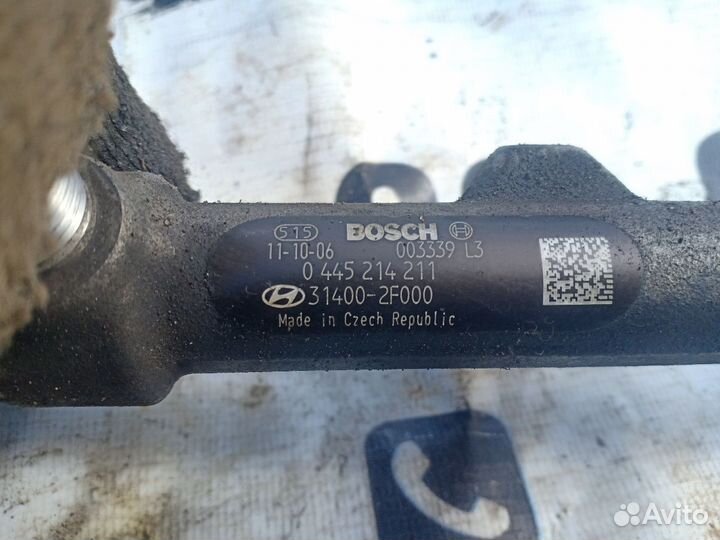 515 BOSCH
11-10-06 003339 L3
0 445 214 211
31400-2F000
Made in Czech Republic
Avito